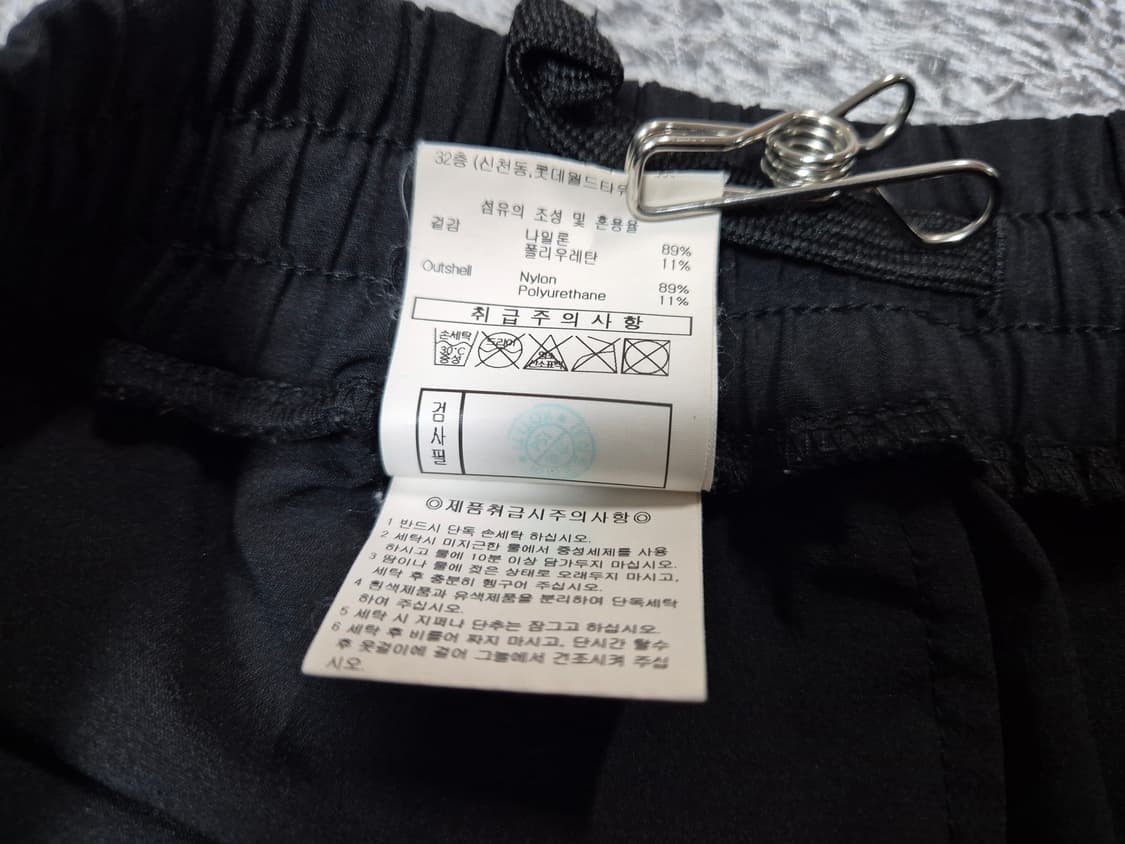 32층 (신천동,롯데월드타워
섬유의 조성 및 혼용율
겉감 나일론 89%
폴리우레탄 11%
Outshell Nylon 89%
Polyurethane 11%
취급주의사항
손세탁 30°C 중성 드라이 염소 산소표백
검사필
◎제품취급시주의사항◎
1 반드시 단독 손세탁 하십시오.
2 세탁시 미지근한 물에서 중성세제를 사용
하시고 물에 10분 이상 담가두지 마십시오.
3 땀이나 물에 젖은 상태로 오래두지 마시고,
세탁 후 충분히 헹구어 주십시오.
4 흰색제품과 유색제품을 분리하여 단독세탁
하여 주십시오.
5 세탁 시 지퍼나 단추는 잠그고 하십시오.
6 세탁 후 비틀어 짜지 마시고, 단시간 탈수
후 옷걸이에 걸어 그늘에서 건조시켜 주십
시오.